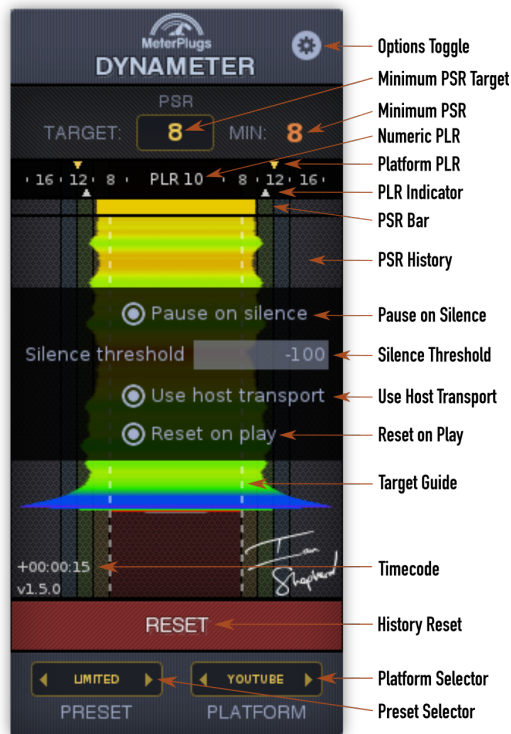 MeterPlugs
DYNAMETER
Options Toggle
Minimum PSR Target
PSR
TARGET: 8 MIN: 8
Minimum PSR
Numeric PLR
Platform PLR
· 16 · 12 · 8 · PLR 10 · 8 · 12 · 16 ·
PLR Indicator
PSR Bar
PSR History
Pause on silence
Pause on Silence
Silence threshold -100
Silence Threshold
Use host transport
Use Host Transport
Reset on play
Reset on Play
Target Guide
Ian
Shepherd
+00:00:15
Timecode
v1.5.0
RESET
History Reset
LIMITED
YOUTUBE
Platform Selector
PRESET
PLATFORM
Preset Selector